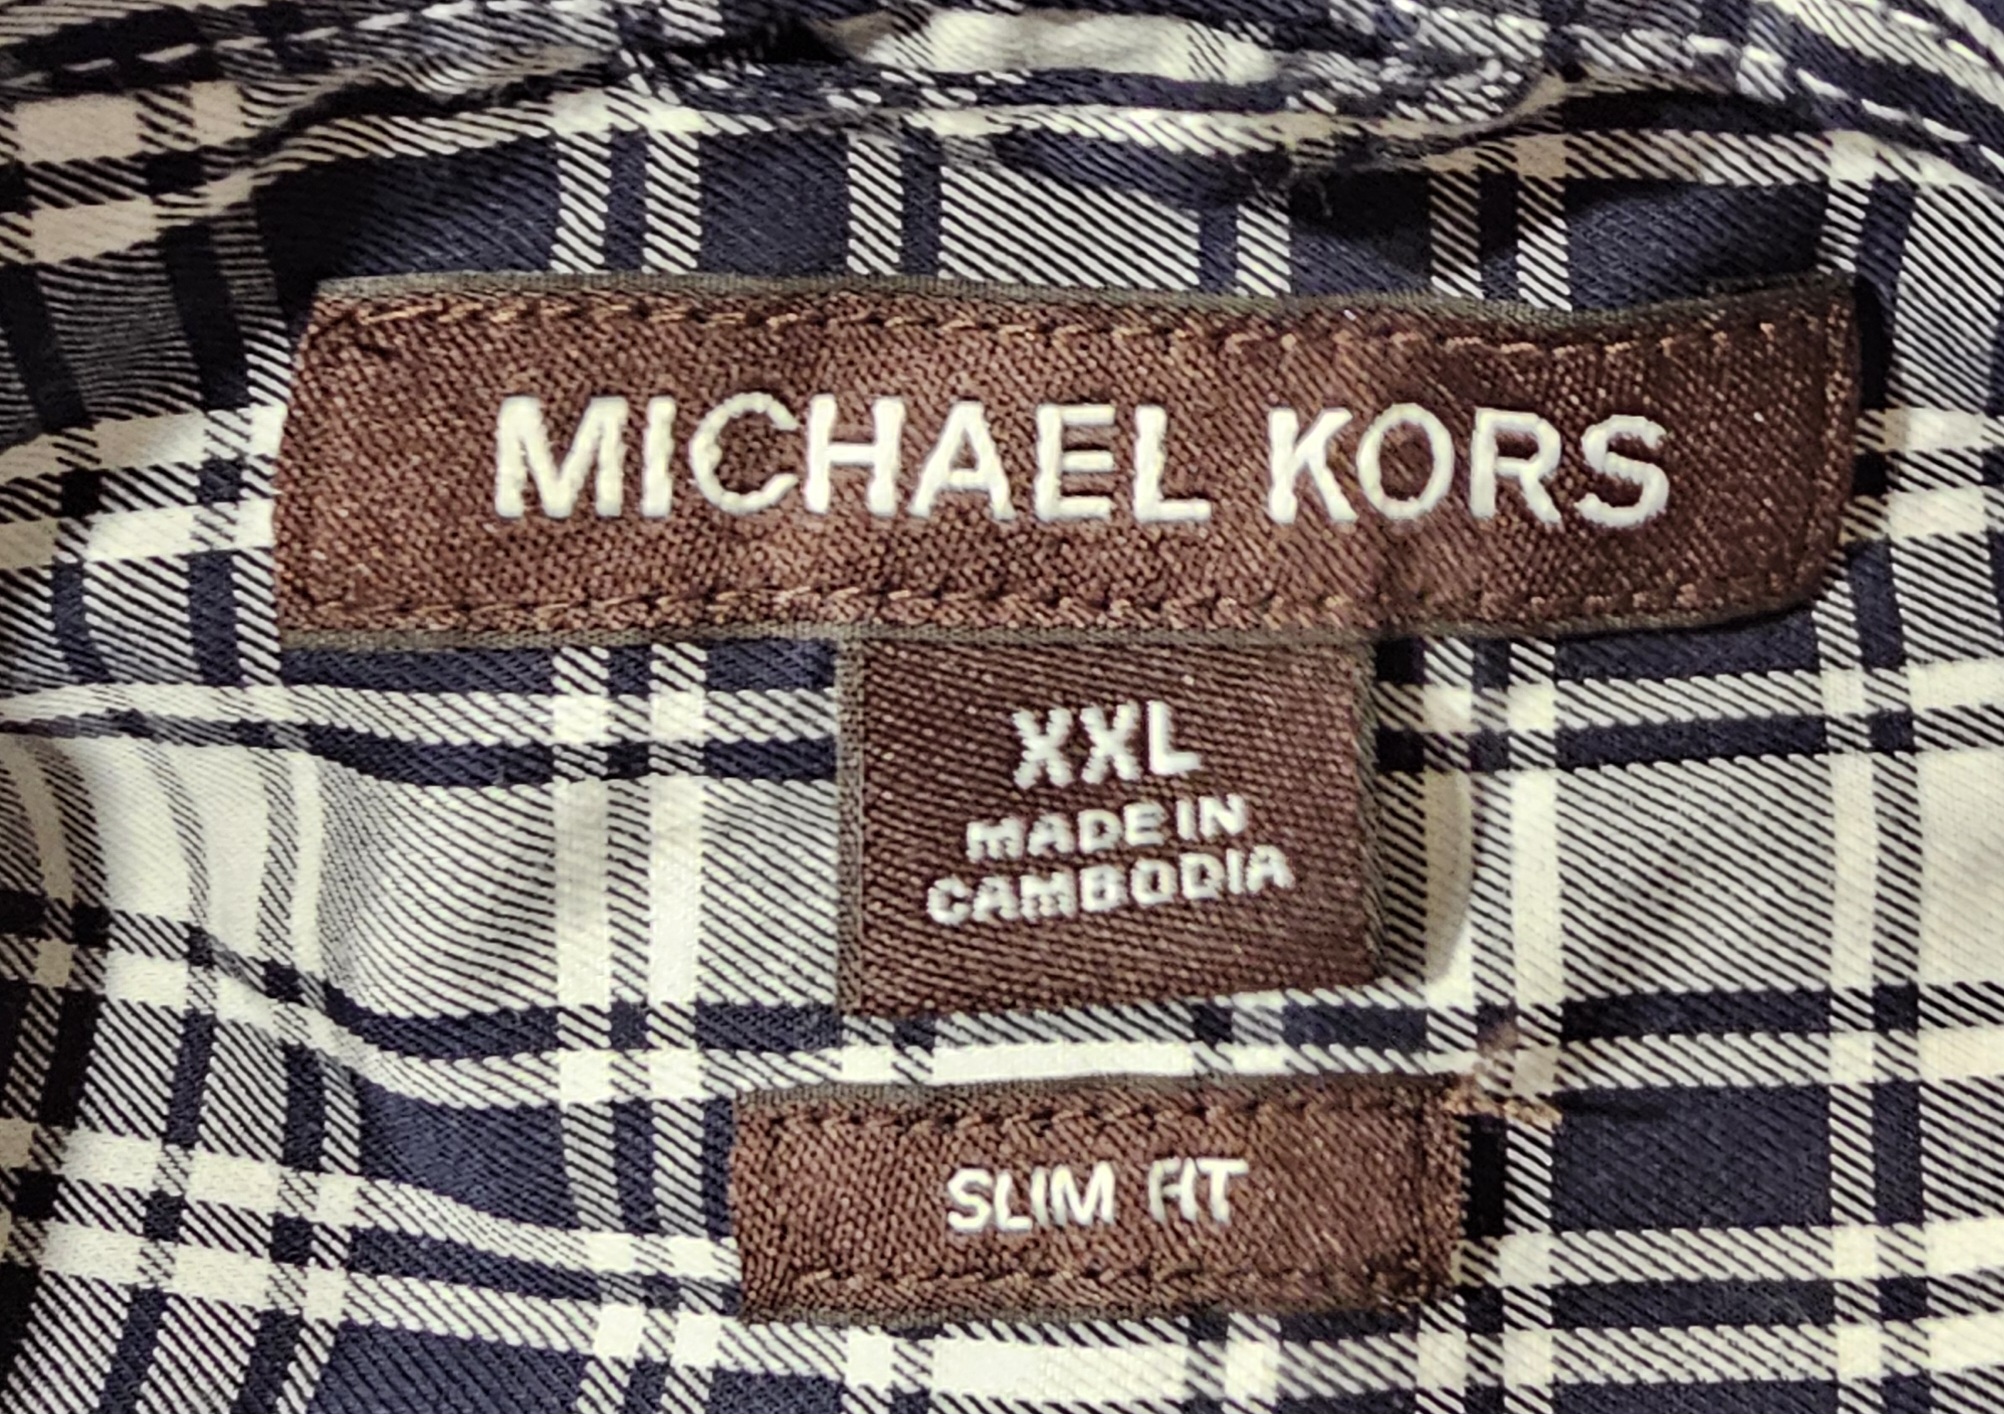 MICHAEL KORS
XXL
MADE IN
CAMBODIA
SLIM FIT